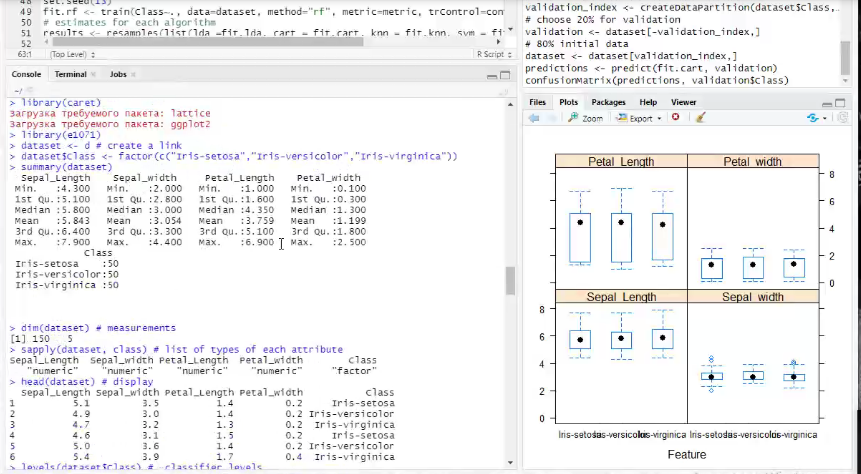 set.seed(13)
49 fit.rf <- train(Class~., data=dataset, method="rf", metric=metric, trControl=con
50 # estimates for each algorithm
51 results <- resamples(list(lda =fit.lda, cart = fit.cart, knn = fit.knn, svm = fit
63:1 (Top Level) R Script
Console Terminal Jobs
~/
> library(caret)
Загрузка требуемого пакета: lattice
Загрузка требуемого пакета: ggplot2
> library(e1071)
> dataset <- d # create a link
> dataset$Class <- factor(c("Iris-setosa","Iris-versicolor","Iris-virginica"))
> summary(dataset)
Sepal_Length Sepal_width Petal_Length Petal_width
Min. :4.300 Min. :2.000 Min. :1.000 Min. :0.100
1st Qu.:5.100 1st Qu.:2.800 1st Qu.:1.600 1st Qu.:0.300
Median :5.800 Median :3.000 Median :4.350 Median :1.300
Mean :5.843 Mean :3.054 Mean :3.759 Mean :1.199
3rd Qu.:6.400 3rd Qu.:3.300 3rd Qu.:5.100 3rd Qu.:1.800
Max. :7.900 Max. :4.400 Max. :6.900 Max. :2.500
Class
Iris-setosa :50
Iris-versicolor:50
Iris-virginica :50
> dim(dataset) # measurements
[1] 150 5
> sapply(dataset, class) # list of types of each attribute
Sepal_Length Sepal_width Petal_Length Petal_width Class
"numeric" "numeric" "numeric" "numeric" "factor"
> head(dataset) # display
Sepal_Length Sepal_width Petal_Length Petal_width Class
1 5.1 3.5 1.4 0.2 Iris-setosa
2 4.9 3.0 1.4 0.2 Iris-versicolor
3 4.7 3.2 1.3 0.2 Iris-virginica
4 4.6 3.1 1.5 0.2 Iris-setosa
5 5.0 3.6 1.4 0.2 Iris-versicolor
6 5.4 3.9 1.7 0.4 Iris-virginica
> levels(dataset$Class) # classifier levels
validation_index <- createDataPartition(dataset$Class,
# choose 20% for validation
validation <- dataset[-validation_index,]
# 80% initial data
dataset <- dataset[validation_index,]
predictions <- predict(fit.cart, validation)
confusionMatrix(predictions, validation$Class)
Files Plots Packages Help Viewer
Zoom Export
Petal_Length Petal_width
8
6
4
2
0
Sepal_Length Sepal_width
8
6
4
2
0
Iris-setosa Iris-versicolor Iris-virginica Iris-setosa Iris-versicolor Iris-virginica
Feature